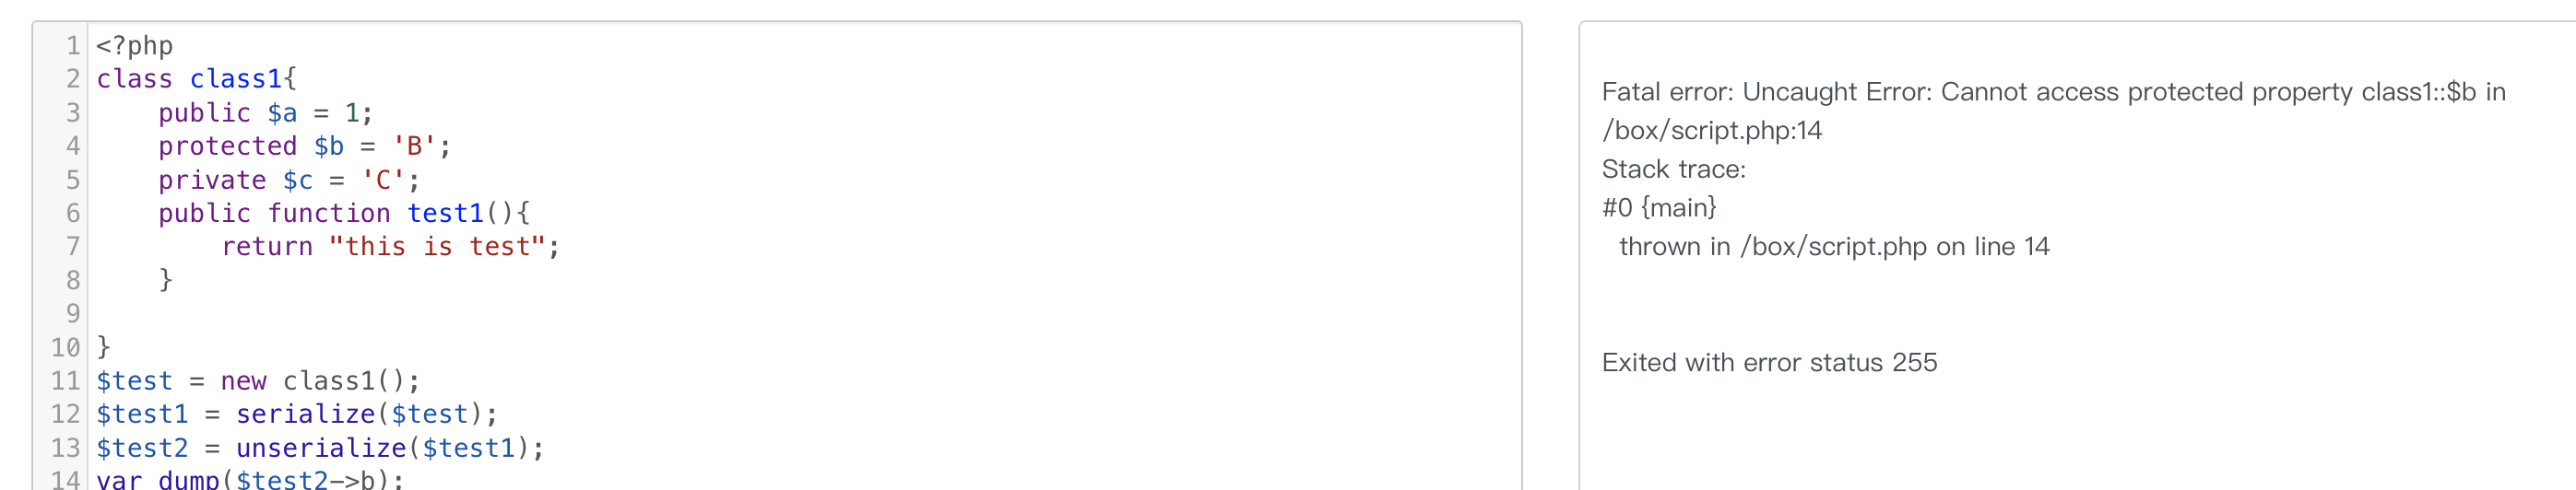 1 <?php
2 class class1{
3     public $a = 1;
4     protected $b = 'B';
5     private $c = 'C';
6     public function test1(){
7         return "this is test";
8     }
9
10 }
11 $test = new class1();
12 $test1 = serialize($test);
13 $test2 = unserialize($test1);
14 var_dump($test2->b);
Fatal error: Uncaught Error: Cannot access protected property class1::$b in
/box/script.php:14
Stack trace:
#0 {main}
  thrown in /box/script.php on line 14
Exited with error status 255